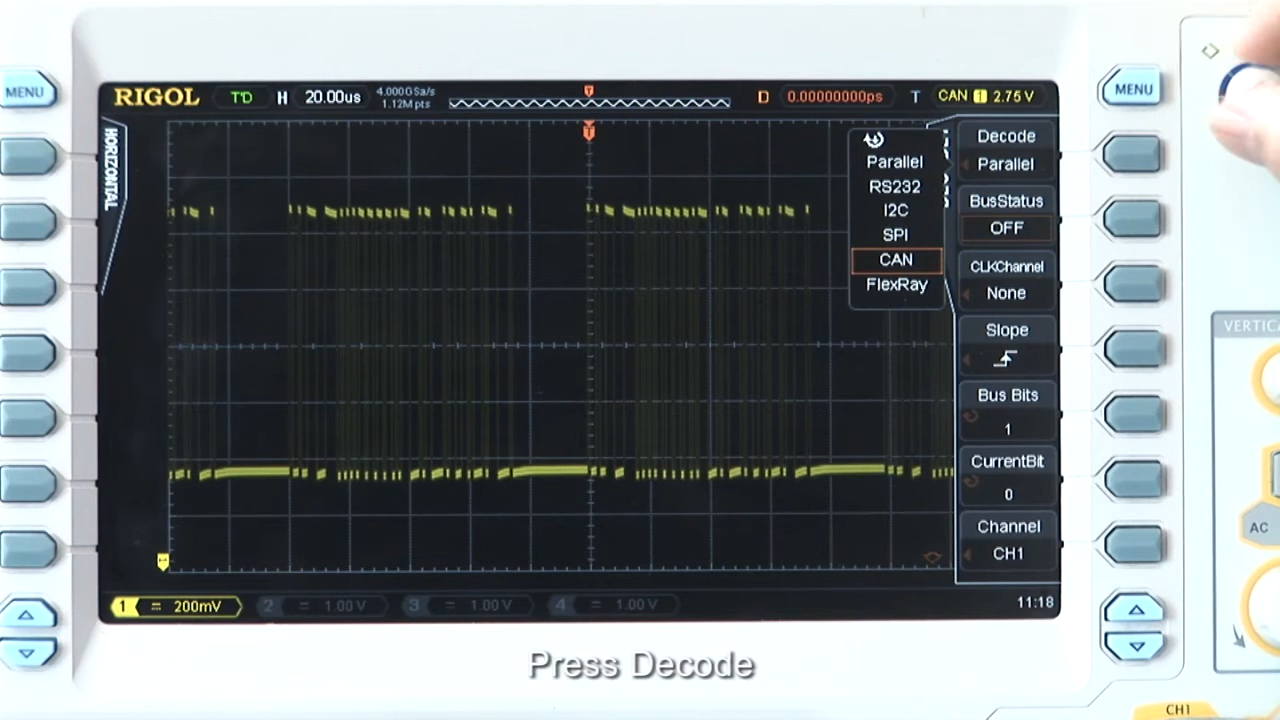 MENU
RIGOL T'D H 20.00us 4.000GSa/s D 0.00000000ps T CAN 1 2.75 V
1.12M pts
T
T
HORIZONTAL
Parallel
RS232
I2C
SPI
CAN
FlexRay
Decode
Parallel
BusStatus
OFF
CLKChannel
None
Slope
Bus Bits
1
CurrentBit
0
Channel
CH1
1 = 200mV 2 = 1.00 V 3 = 1.00 V 4 = 1.00 V 11:18
MENU
VERTICA
AC
CH1
Press Decode